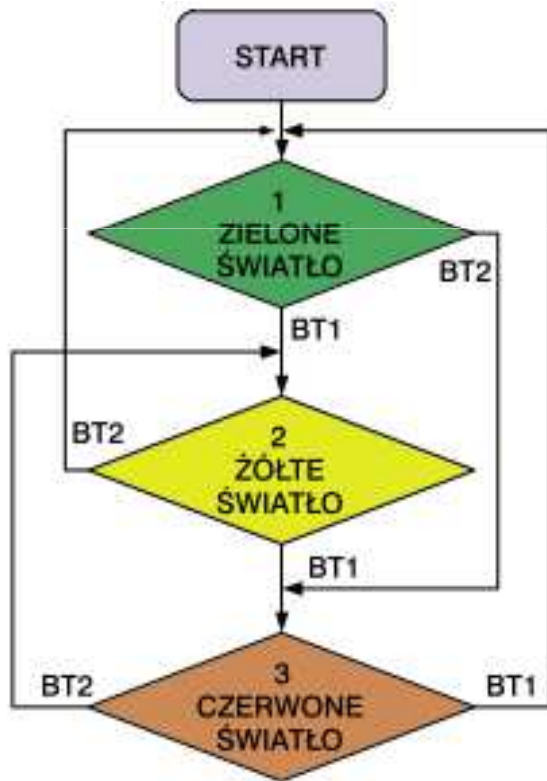 START
1
ZIELONE
ŚWIATŁO
BT2
BT1
BT2
2
ŻÓŁTE
ŚWIATŁO
BT1
BT2
3
CZERWONE
ŚWIATŁO
BT1